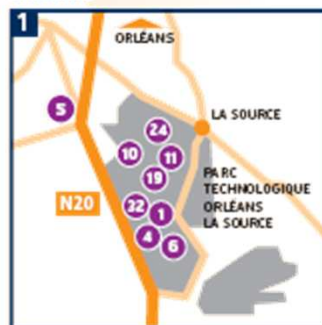 1
ORLÉANS
5
LA SOURCE
24
10
11
19
PARC
TECHNOLOGIQUE
ORLÉANS
LA SOURCE
N20
22
1
4
6